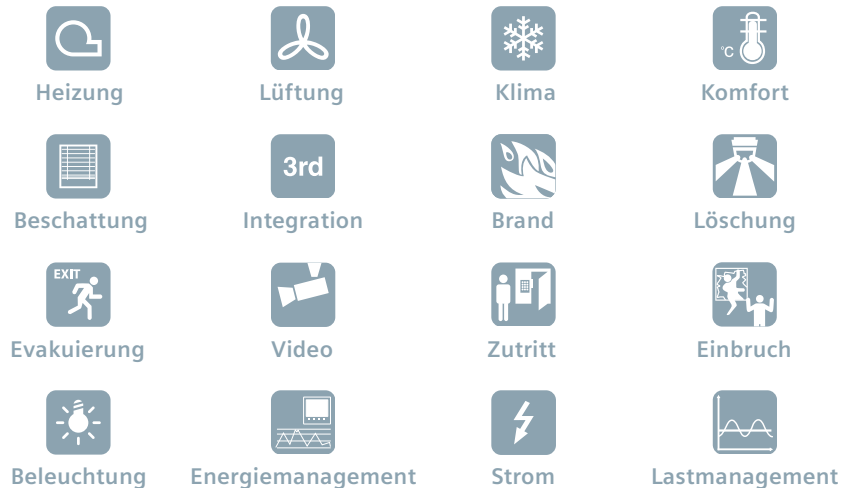 °C
Heizung Lüftung Klima Komfort
3rd
Beschattung Integration Brand Löschung
EXIT
Evakuierung Video Zutritt Einbruch
Beleuchtung Energiemanagement Strom Lastmanagement